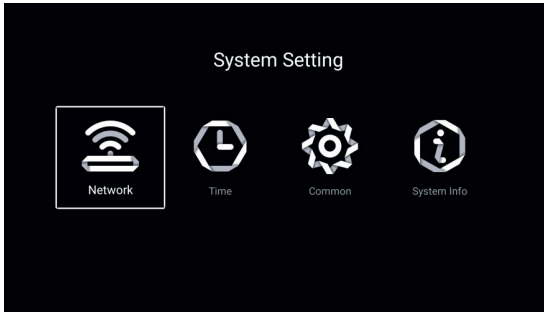 System Setting
Network
Time
Common
System Info